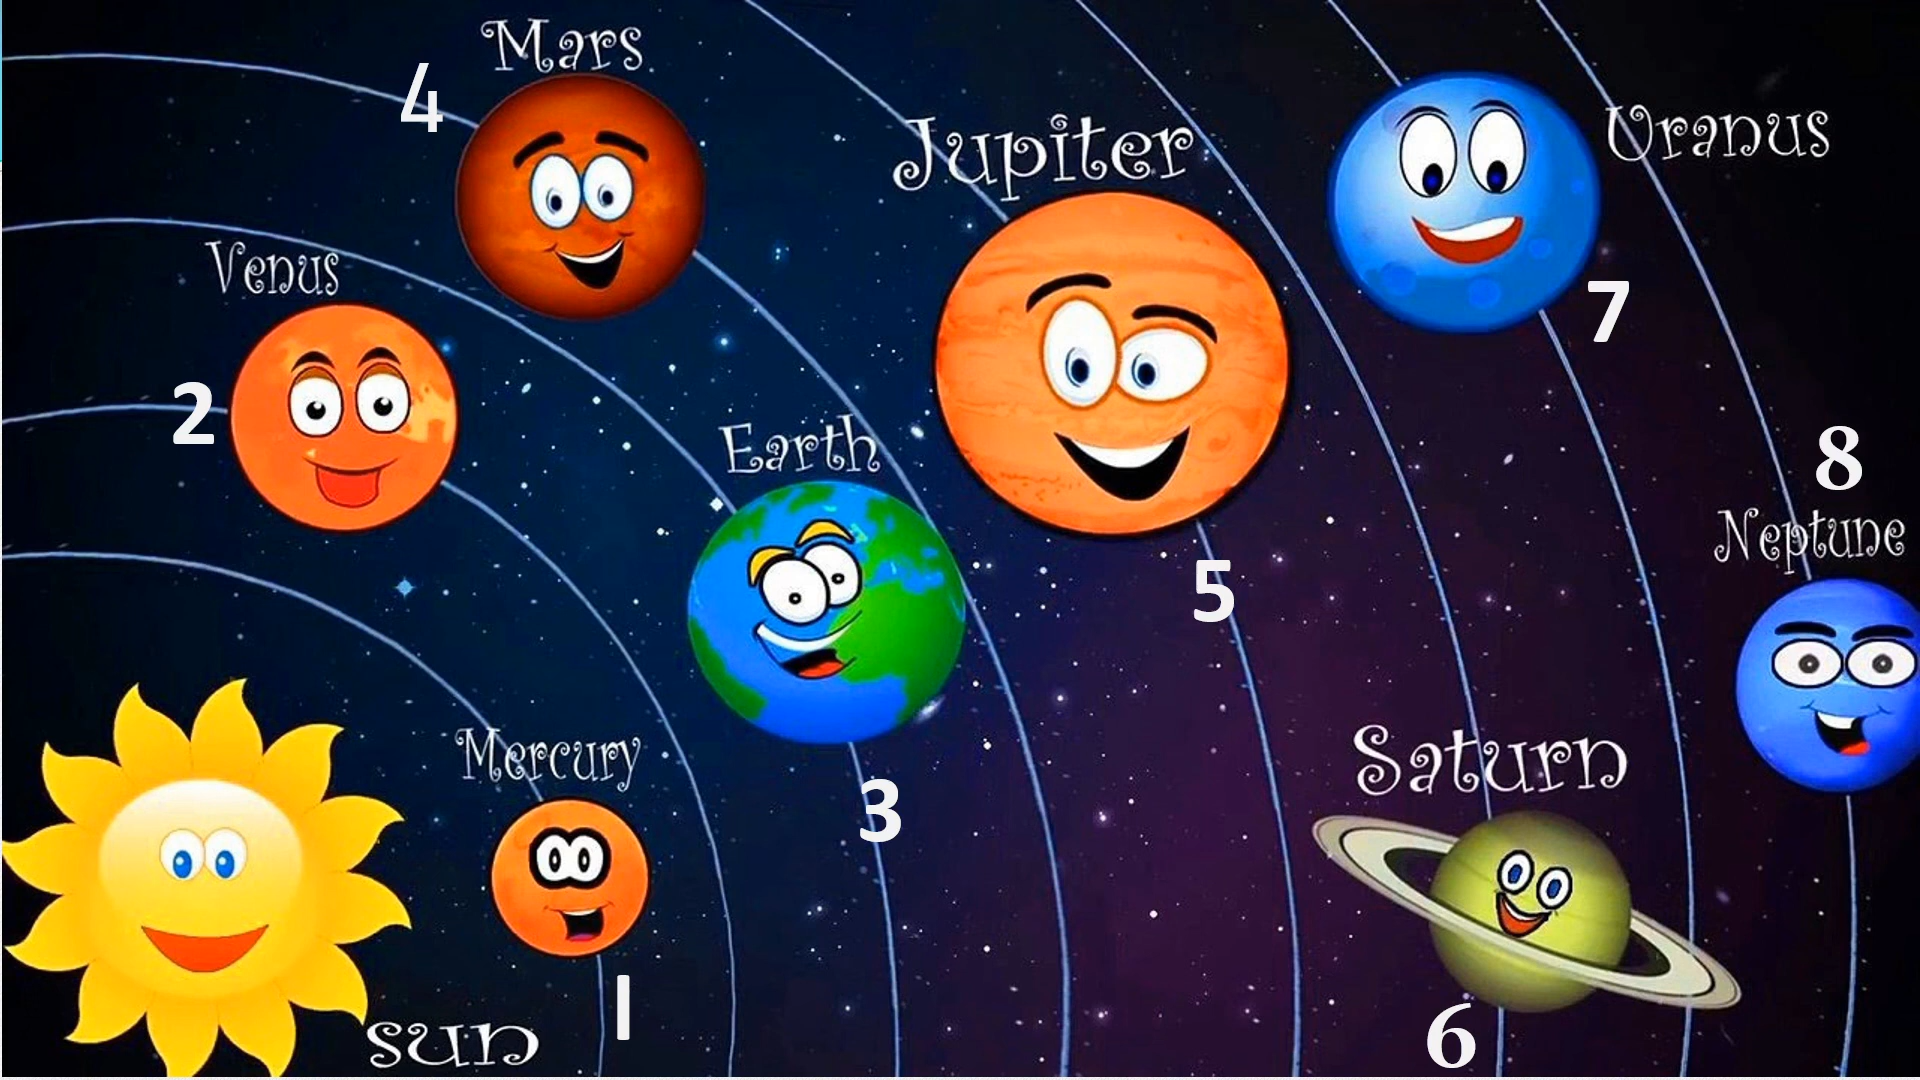 Mars
4
Jupiter
Uranus
Venus
7
2
Earth
8
Neptune
5
Mercury
Saturn
3
1
sun
6